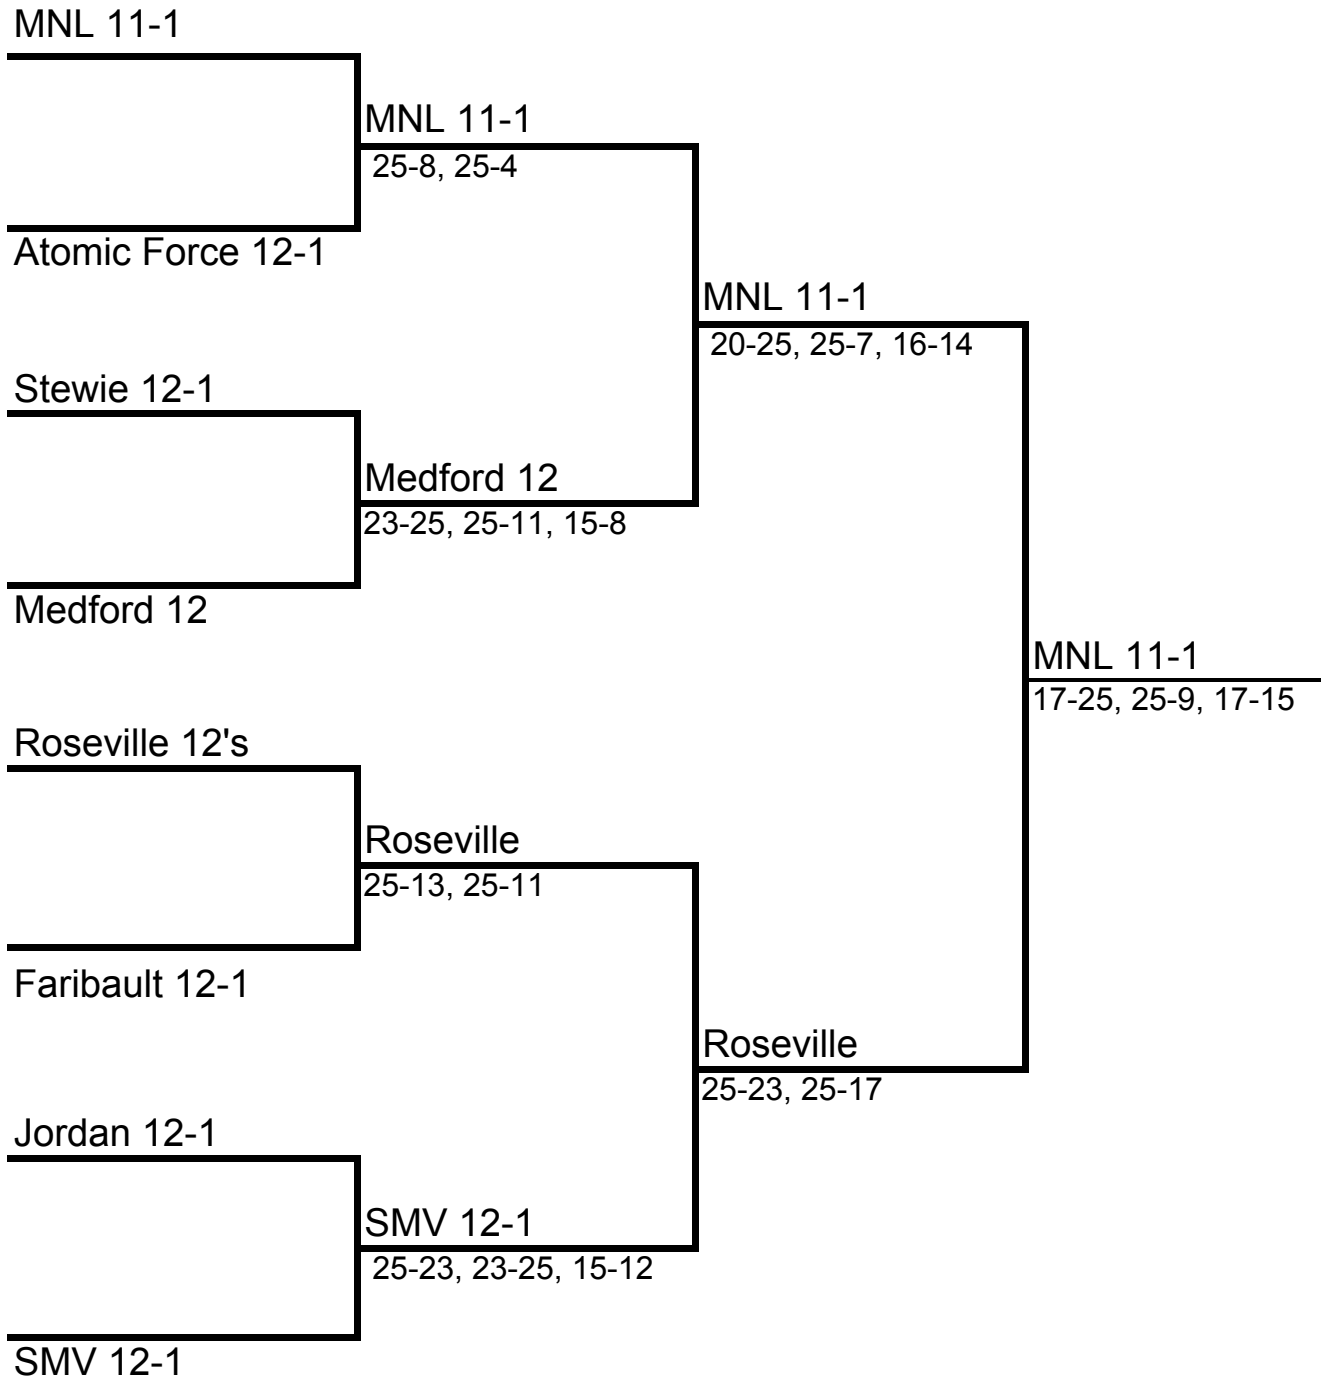 MNL 11-1
MNL 11-1
25-8, 25-4
Atomic Force 12-1
MNL 11-1
20-25, 25-7, 16-14
Stewie 12-1
Medford 12
23-25, 25-11, 15-8
Medford 12
MNL 11-1
17-25, 25-9, 17-15
Roseville 12's
Roseville
25-13, 25-11
Faribault 12-1
Roseville
25-23, 25-17
Jordan 12-1
SMV 12-1
25-23, 23-25, 15-12
SMV 12-1